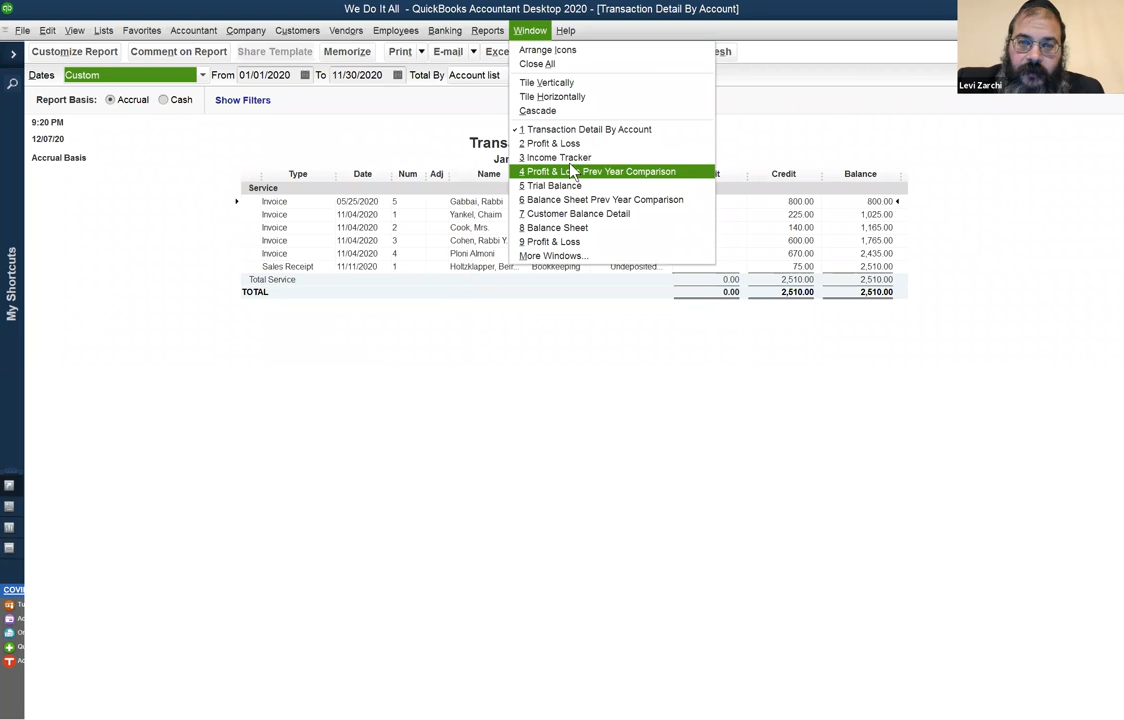 We Do It All - QuickBooks Accountant Desktop 2020 - [Transaction Detail By Account]
File Edit View Lists Favorites Accountant Company Customers Vendors Employees Banking Reports Window Help
Customize Report Comment on Report Share Template Memorize Print E-mail
Dates Custom From 01/01/2020 To 11/30/2020 Total By Account list
Report Basis: Accrual Cash Show Filters
Arrange Icons
Close All
Tile Vertically
Tile Horizontally
Cascade
1 Transaction Detail By Account
2 Profit & Loss
3 Income Tracker
4 Profit & Loss Prev Year Comparison
5 Trial Balance
6 Balance Sheet Prev Year Comparison
7 Customer Balance Detail
8 Balance Sheet
9 Profit & Loss
More Windows...
Levi Zarchi
9:20 PM
12/07/20
Accrual Basis
Type Date Num Adj Name Credit Balance
Service
Invoice 05/25/2020 5 Gabbai, Rabbi 800.00 800.00
Invoice 11/04/2020 1 Yankel, Chaim 225.00 1,025.00
Invoice 11/04/2020 2 Cook, Mrs. 140.00 1,165.00
Invoice 11/04/2020 3 Cohen, Rabbi Y. 600.00 1,765.00
Invoice 11/04/2020 4 Ploni Almoni 670.00 2,435.00
Sales Receipt 11/11/2020 1 Holtzklapper, Beir... Bookkeeping Undeposited... 75.00 2,510.00
Total Service 0.00 2,510.00 2,510.00
TOTAL 0.00 2,510.00 2,510.00
My Shortcuts